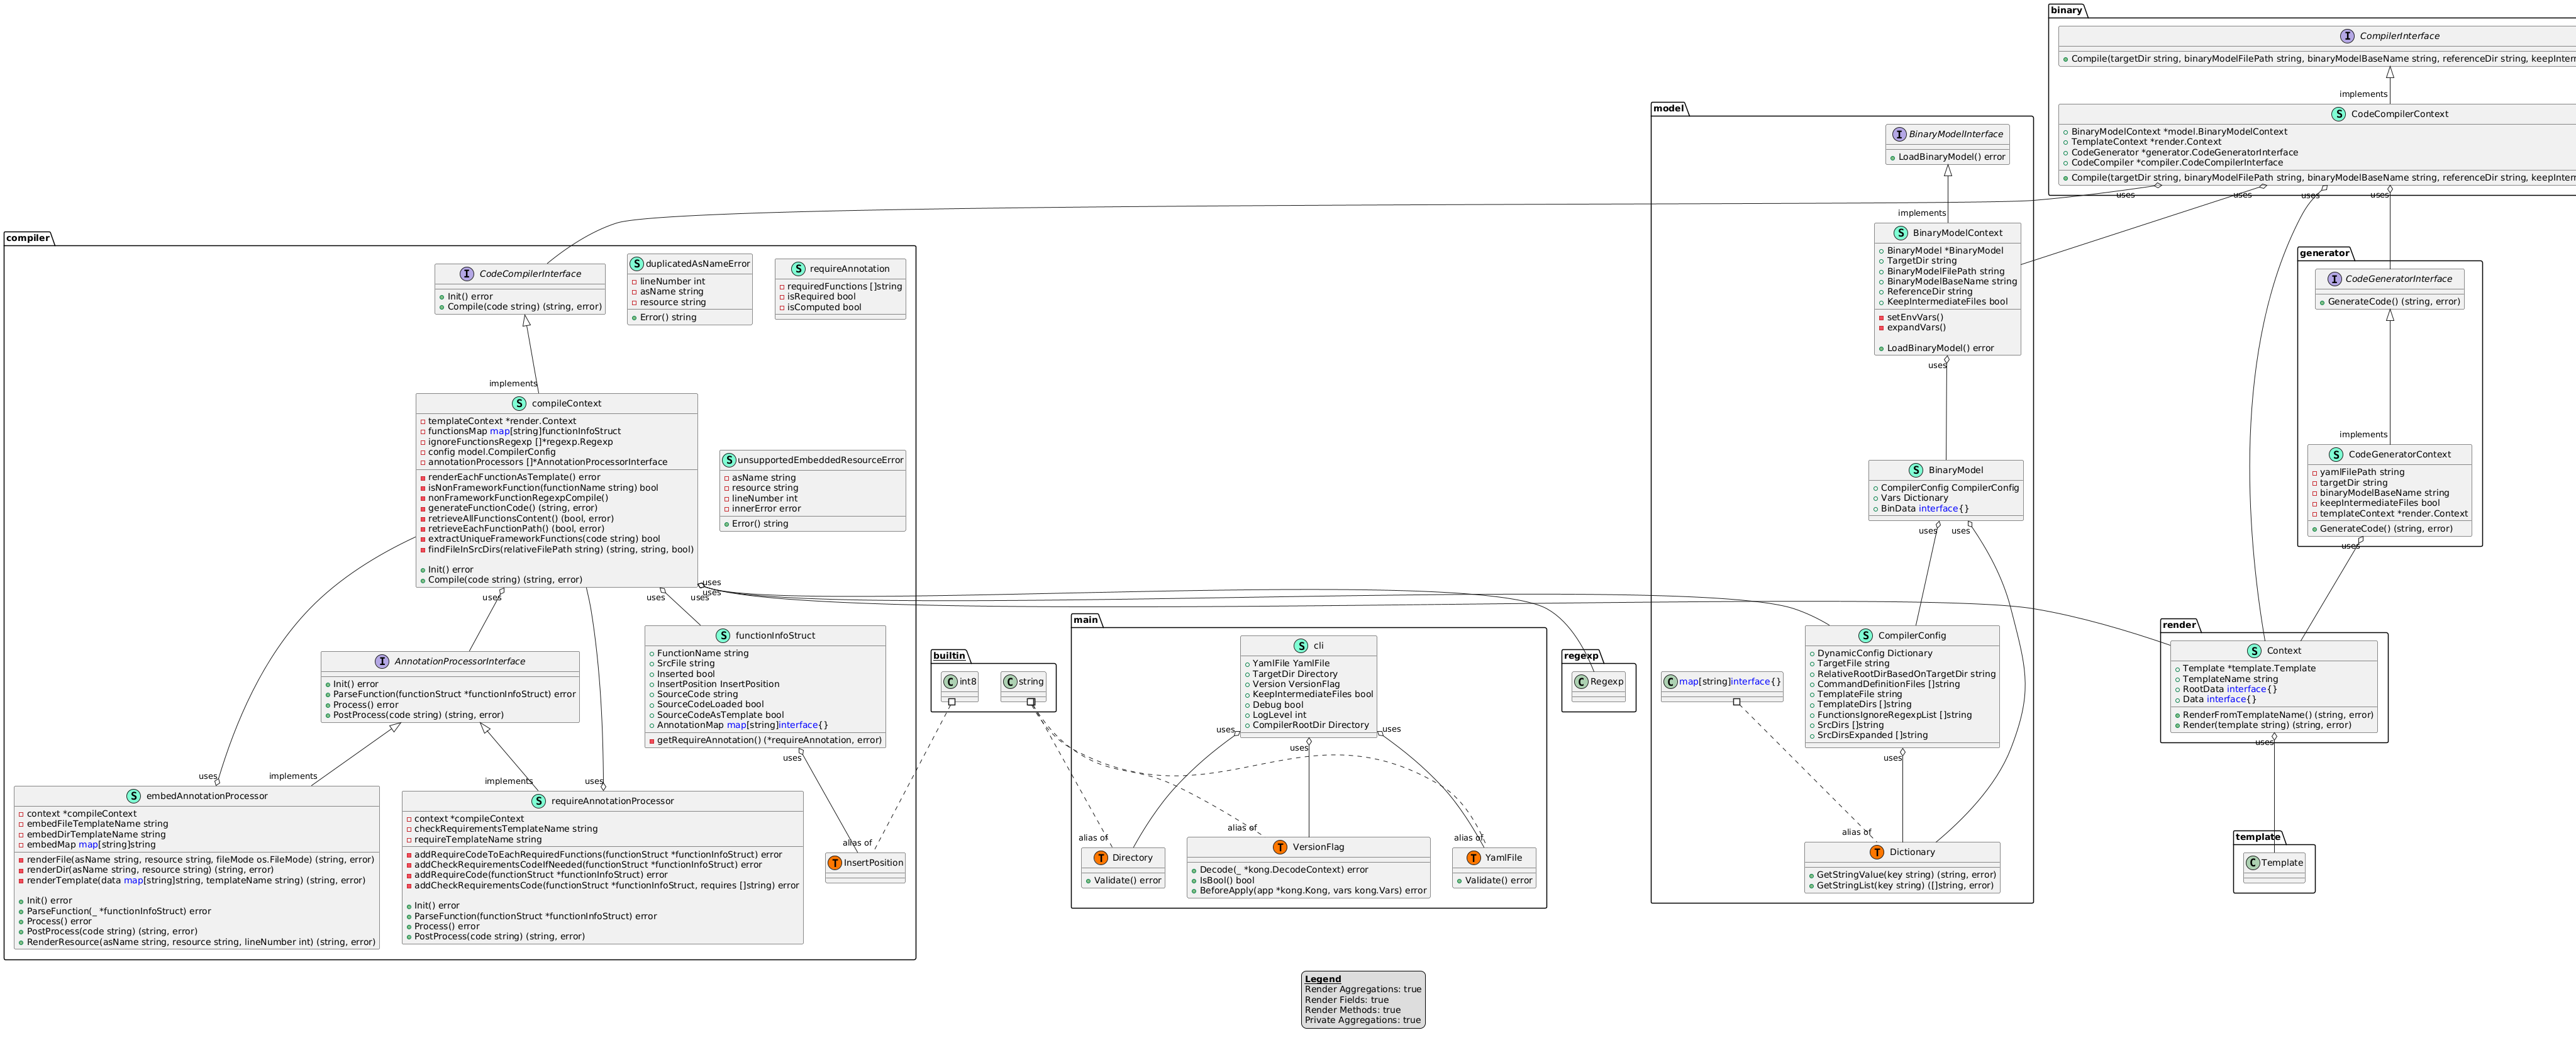 binary
I CompilerInterface
Compile(targetDir string, binaryModelFilePath string, binaryModelBaseName string, referenceDir string, keepInterm
implements
S CodeCompilerContext
BinaryModelContext *model.BinaryModelContext
TemplateContext *render.Context
CodeGenerator *generator.CodeGeneratorInterface
CodeCompiler *compiler.CodeCompilerInterface
Compile(targetDir string, binaryModelFilePath string, binaryModelBaseName string, referenceDir string, keepInterm
uses
uses
uses
uses
model
I BinaryModelInterface
LoadBinaryModel() error
implements
S BinaryModelContext
BinaryModel *BinaryModel
TargetDir string
BinaryModelFilePath string
BinaryModelBaseName string
ReferenceDir string
KeepIntermediateFiles bool
setEnvVars()
expandVars()
LoadBinaryModel() error
uses
S BinaryModel
CompilerConfig CompilerConfig
Vars Dictionary
BinData interface{}
uses
uses
S CompilerConfig
DynamicConfig Dictionary
TargetFile string
RelativeRootDirBasedOnTargetDir string
CommandDefinitionFiles []string
TemplateFile string
TemplateDirs []string
FunctionsIgnoreRegexpList []string
SrcDirs []string
SrcDirsExpanded []string
uses
C map[string]interface{}
alias of
T Dictionary
GetStringValue(key string) (string, error)
GetStringList(key string) ([]string, error)
generator
I CodeGeneratorInterface
GenerateCode() (string, error)
implements
S CodeGeneratorContext
yamlFilePath string
targetDir string
binaryModelBaseName string
keepIntermediateFiles bool
templateContext *render.Context
GenerateCode() (string, error)
uses
render
S Context
Template *template.Template
TemplateName string
RootData interface{}
Data interface{}
RenderFromTemplateName() (string, error)
Render(template string) (string, error)
uses
template
C Template
compiler
I CodeCompilerInterface
Init() error
Compile(code string) (string, error)
S duplicatedAsNameError
lineNumber int
asName string
resource string
Error() string
S requireAnnotation
requiredFunctions []string
isRequired bool
isComputed bool
implements
S compileContext
templateContext *render.Context
functionsMap map[string]functionInfoStruct
ignoreFunctionsRegexp []*regexp.Regexp
config model.CompilerConfig
annotationProcessors []*AnnotationProcessorInterface
renderEachFunctionAsTemplate() error
isNonFrameworkFunction(functionName string) bool
nonFrameworkFunctionRegexpCompile()
generateFunctionCode() (string, error)
retrieveAllFunctionsContent() (bool, error)
retrieveEachFunctionPath() (bool, error)
extractUniqueFrameworkFunctions(code string) bool
findFileInSrcDirs(relativeFilePath string) (string, string, bool)
Init() error
Compile(code string) (string, error)
S unsupportedEmbeddedResourceError
asName string
resource string
lineNumber int
innerError error
Error() string
uses
uses
uses
uses
uses
I AnnotationProcessorInterface
Init() error
ParseFunction(functionStruct *functionInfoStruct) error
Process() error
PostProcess(code string) (string, error)
S functionInfoStruct
FunctionName string
SrcFile string
Inserted bool
InsertPosition InsertPosition
SourceCode string
SourceCodeLoaded bool
SourceCodeAsTemplate bool
AnnotationMap map[string]interface{}
getRequireAnnotation() (*requireAnnotation, error)
uses
uses
implements
implements
uses
S embedAnnotationProcessor
context *compileContext
embedFileTemplateName string
embedDirTemplateName string
embedMap map[string]string
renderFile(asName string, resource string, fileMode os.FileMode) (string, error)
renderDir(asName string, resource string) (string, error)
renderTemplate(data map[string]string, templateName string) (string, error)
Init() error
ParseFunction(_ *functionInfoStruct) error
Process() error
PostProcess(code string) (string, error)
RenderResource(asName string, resource string, lineNumber int) (string, error)
S requireAnnotationProcessor
context *compileContext
checkRequirementsTemplateName string
requireTemplateName string
addRequireCodeToEachRequiredFunctions(functionStruct *functionInfoStruct) error
addCheckRequirementsCodeIfNeeded(functionStruct *functionInfoStruct) error
addRequireCode(functionStruct *functionInfoStruct) error
addCheckRequirementsCode(functionStruct *functionInfoStruct, requires []string) error
Init() error
ParseFunction(functionStruct *functionInfoStruct) error
Process() error
PostProcess(code string) (string, error)
alias of
T InsertPosition
builtin
C int8
C string
main
S cli
YamlFile YamlFile
TargetDir Directory
Version VersionFlag
KeepIntermediateFiles bool
Debug bool
LogLevel int
CompilerRootDir Directory
uses
uses
uses
alias of
alias of
alias of
T Directory
Validate() error
T VersionFlag
Decode(_ *kong.DecodeContext) error
IsBool() bool
BeforeApply(app *kong.Kong, vars kong.Vars) error
T YamlFile
Validate() error
regexp
C Regexp
Legend
Render Aggregations: true
Render Fields: true
Render Methods: true
Private Aggregations: true